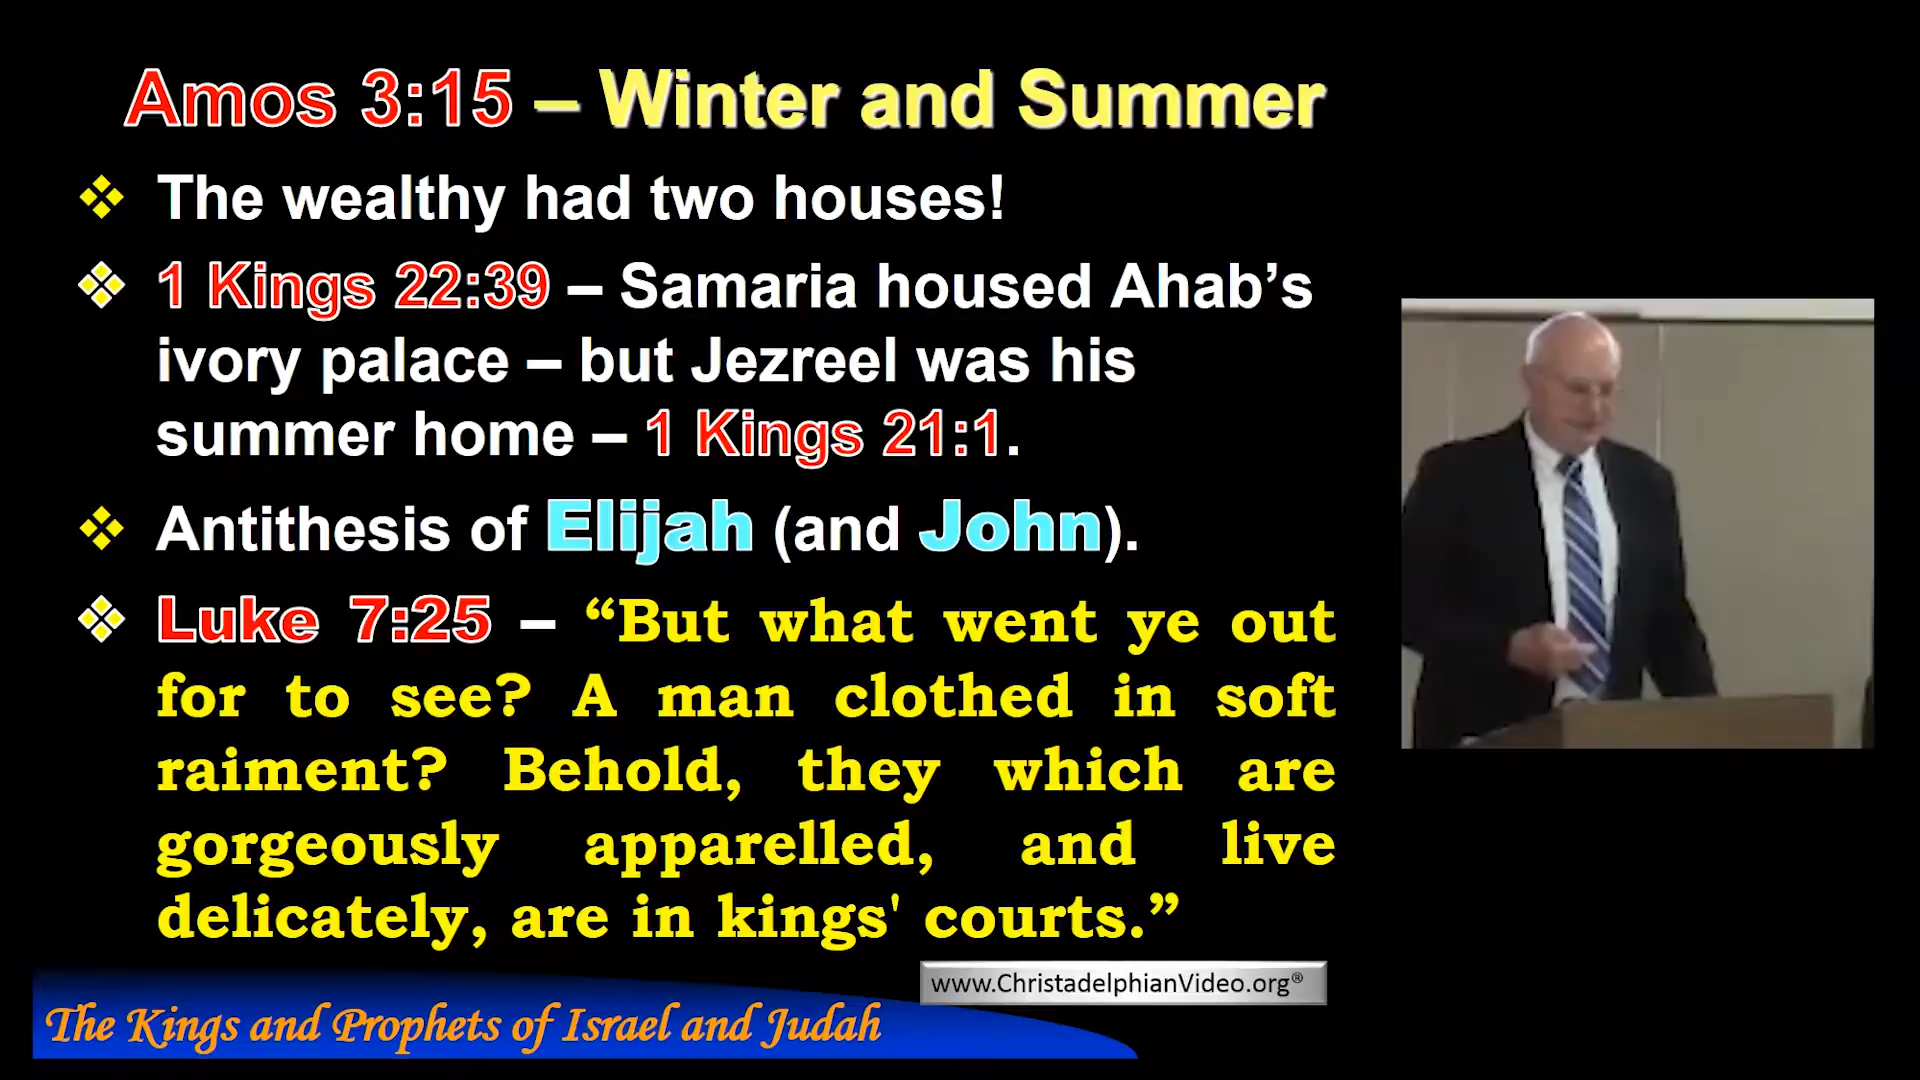 Amos 3:15 – Winter and Summer
The wealthy had two houses!
1 Kings 22:39 – Samaria housed Ahab’s
ivory palace – but Jezreel was his
summer home – 1 Kings 21:1.
Antithesis of Elijah (and John).
Luke 7:25 – “But what went ye out
for to see? A man clothed in soft
raiment? Behold, they which are
gorgeously apparelled, and live
delicately, are in kings' courts.”
www.ChristadelphianVideo.org®
The Kings and Prophets of Israel and Judah